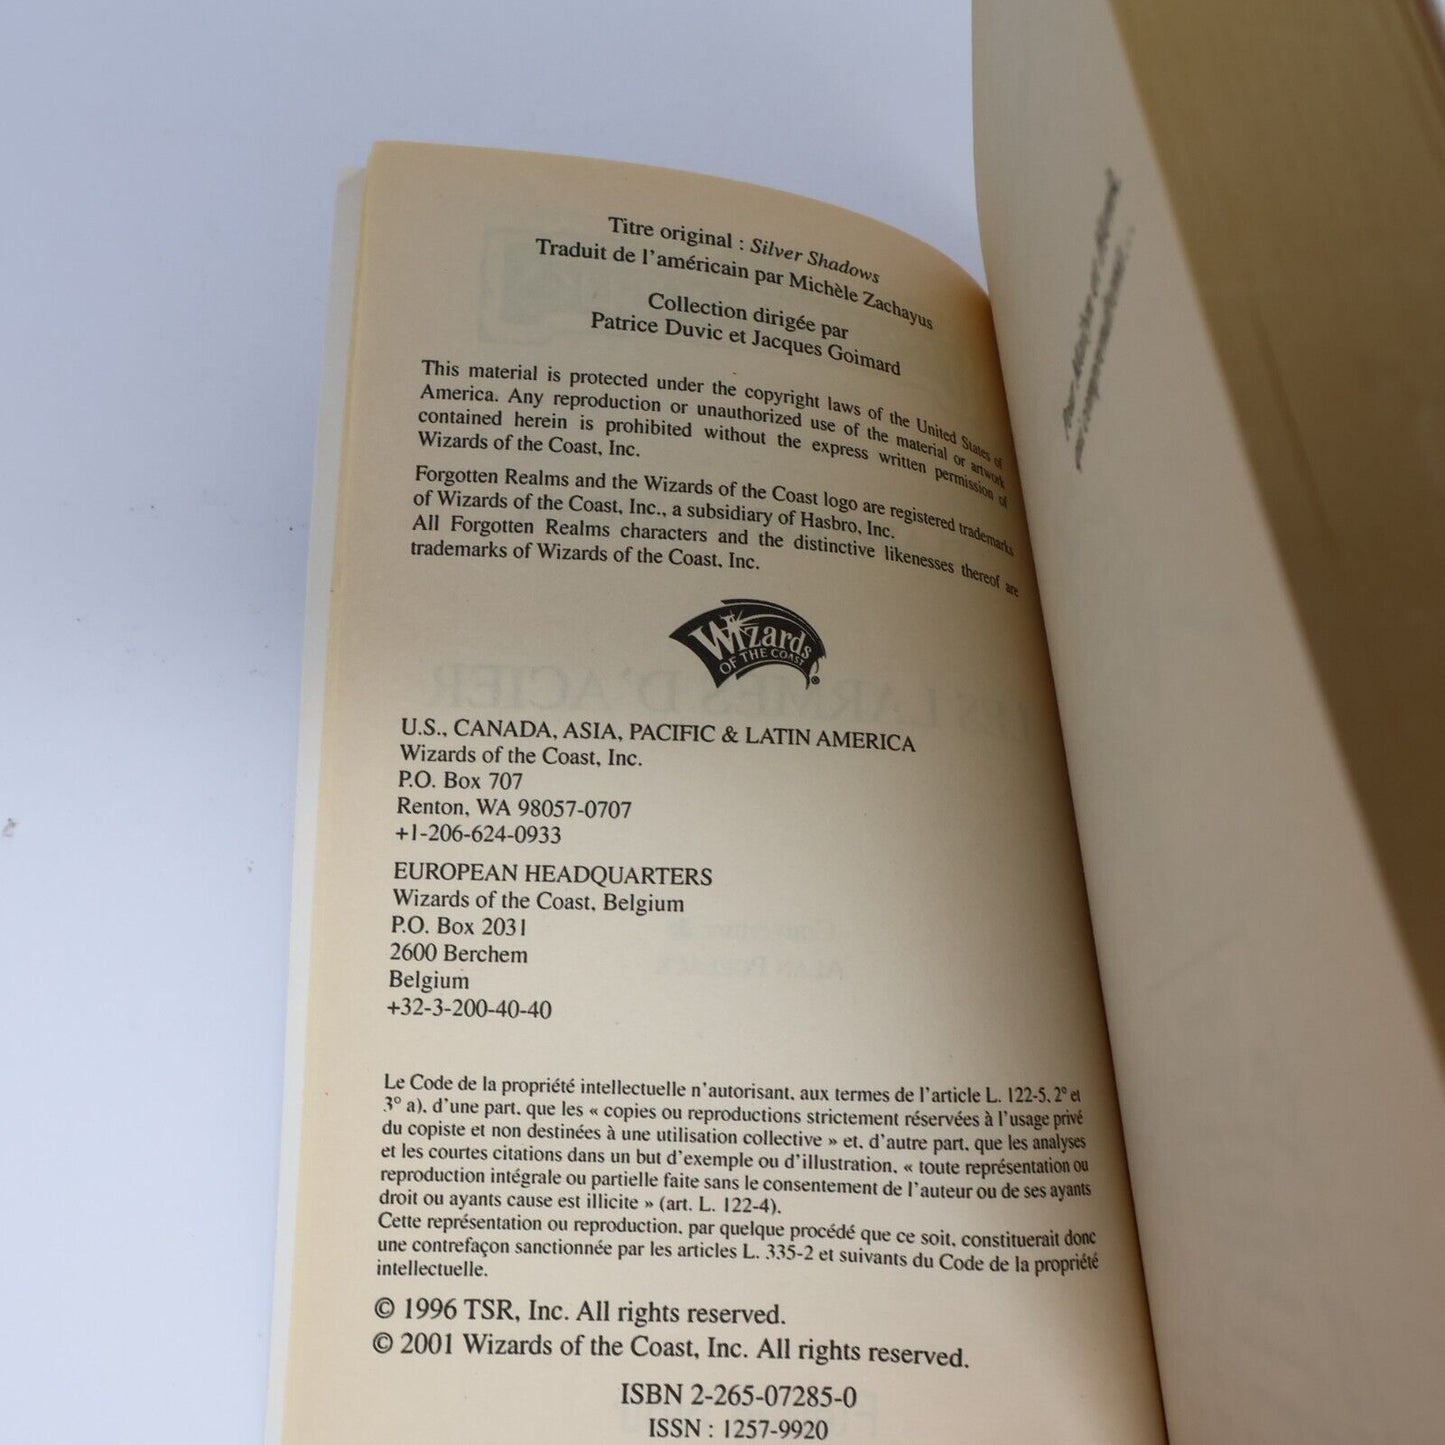 Titre original : Silver Shadows
Traduit de l'américain par Michèle Zachayus
Collection dirigée par
Patrice Duvic et Jacques Goimard
This material is protected under the copyright laws of the United States of
America. Any reproduction or unauthorized use of the material or artwork
contained herein is prohibited without the express written permission of
Wizards of the Coast, Inc.
Forgotten Realms and the Wizards of the Coast logo are registered trademarks
of Wizards of the Coast, Inc., a subsidiary of Hasbro, Inc.
All Forgotten Realms characters and the distinctive likenesses thereof are
trademarks of Wizards of the Coast, Inc.
Wizards
OF THE COAST
®
U.S., CANADA, ASIA, PACIFIC & LATIN AMERICA
Wizards of the Coast, Inc.
P.O. Box 707
Renton, WA 98057-0707
+1-206-624-0933
EUROPEAN HEADQUARTERS
Wizards of the Coast, Belgium
P.O. Box 2031
2600 Berchem
Belgium
+32-3-200-40-40
Le Code de la propriété intellectuelle n'autorisant, aux termes de l'article L. 122-5, 2° et
3° a), d'une part, que les « copies ou reproductions strictement réservées à l'usage privé
du copiste et non destinées à une utilisation collective » et, d'autre part, que les analyses
et les courtes citations dans un but d'exemple ou d'illustration, « toute représentation ou
reproduction intégrale ou partielle faite sans le consentement de l'auteur ou de ses ayants
droit ou ayants cause est illicite » (art. L. 122-4).
Cette représentation ou reproduction, par quelque procédé que ce soit, constituerait donc
une contrefaçon sanctionnée par les articles L. 335-2 et suivants du Code de la propriété
intellectuelle.
© 1996 TSR, Inc. All rights reserved.
© 2001 Wizards of the Coast, Inc. All rights reserved.
ISBN 2-265-07285-0
ISSN : 1257-9920